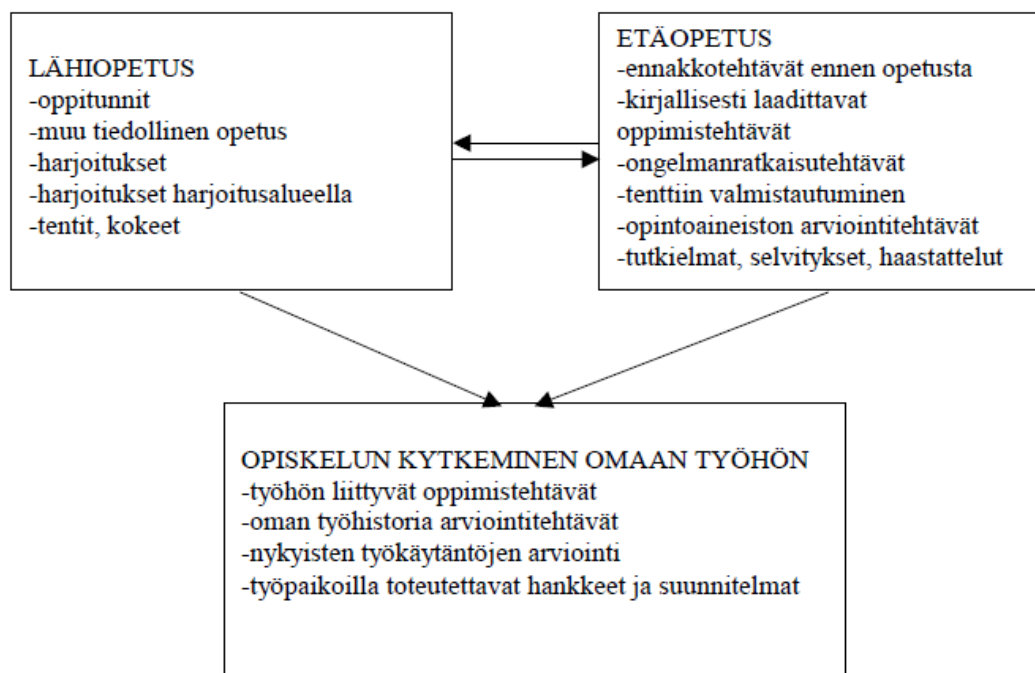 LÄHIOPETUS
-oppitunnit
-muu tiedollinen opetus
-harjoitukset
-harjoitukset harjoitusalueella
-tentit, kokeet
ETÄOPETUS
-ennakkotehtävät ennen opetusta
-kirjallisesti laadittavat
oppimistehtävät
-ongelmanratkaisutehtävät
-tenttiin valmistautuminen
-opintoaineiston arviointitehtävät
-tutkielmat, selvitykset, haastattelut
OPISKELUN KYTKEMINEN OMAAN TYÖHÖN
-työhön liittyvät oppimistehtävät
-oman työhistoria arviointitehtävät
-nykyisten työkäytäntöjen arviointi
-työpaikoilla toteutettavat hankkeet ja suunnitelmat